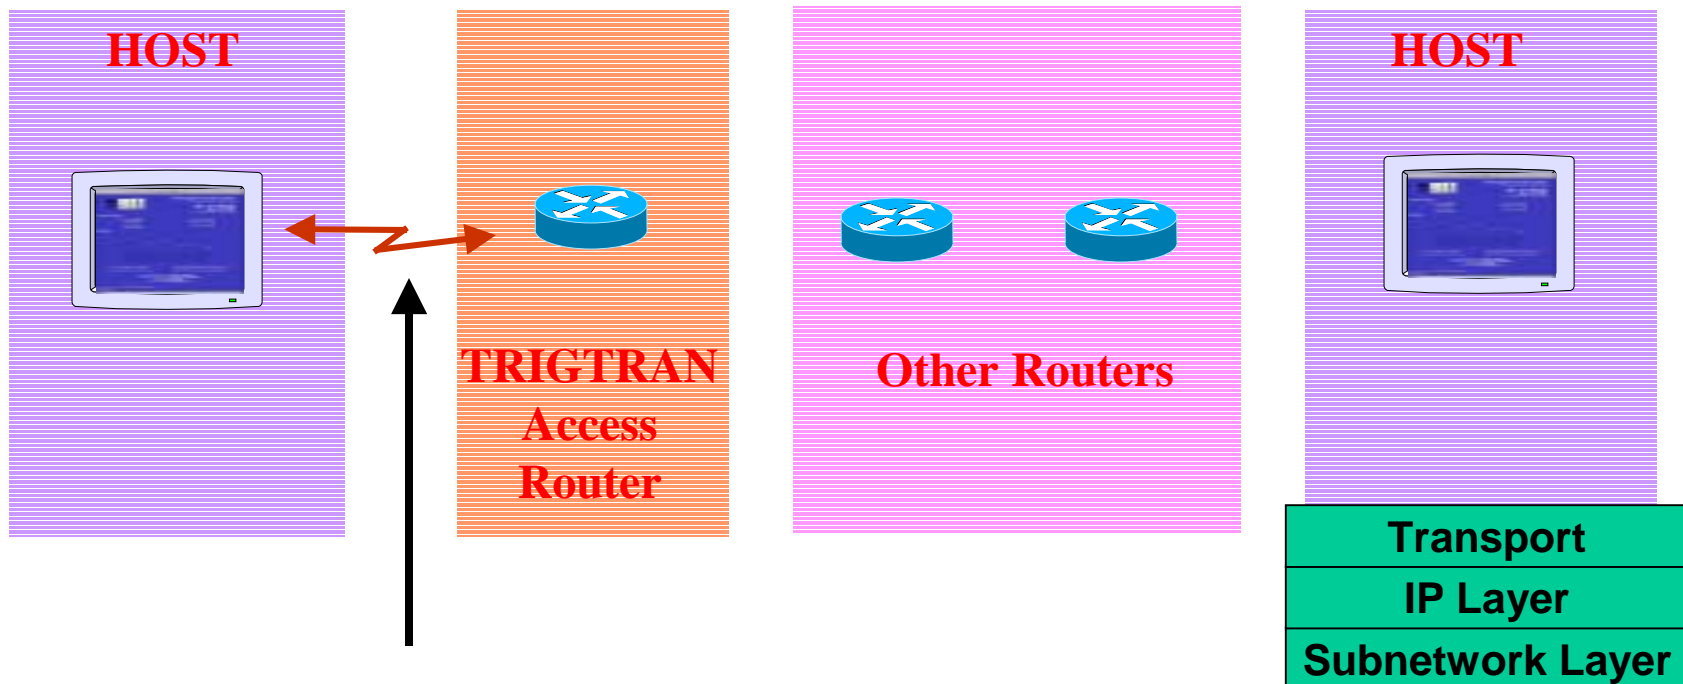 HOST
HOST
TRIGTRAN
Access
Router
Other Routers
Transport
IP Layer
Subnetwork Layer